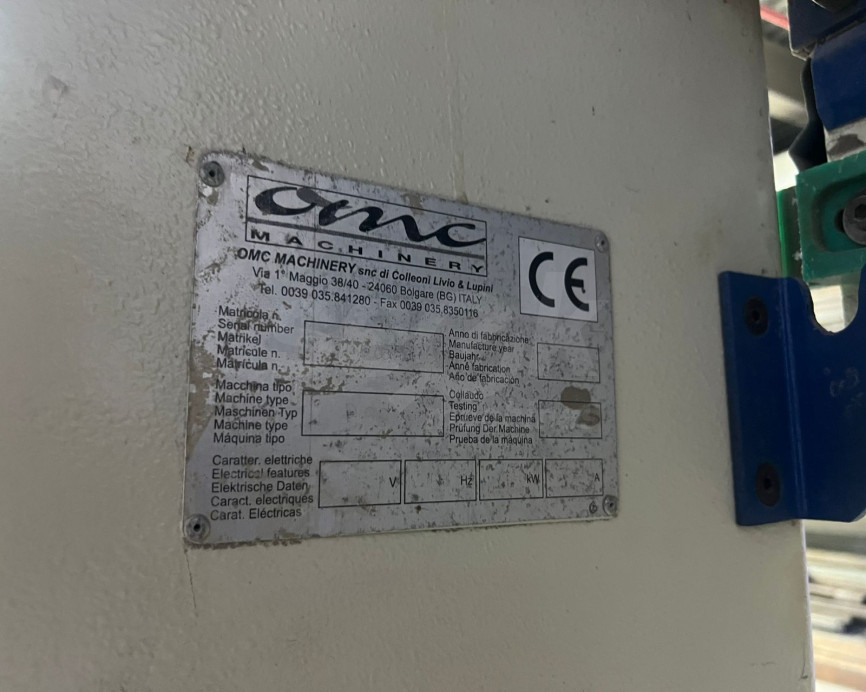 omc
MACHINERY
OMC MACHINERY snc di Colleoni Livio & Lupini
Via 1° Maggio 38/40 - 24060 Bolgare (BG) ITALY
Tel. 0039 035.841280 - Fax 0039 035.8350116
CE
Matricola n.
Serial number
Matrikel
Matricule n.
Matrícula n.
Anno di fabbricazione
Manufacture year
Baujahr
Anné fabrication
Año de fabricación
Macchina tipo
Machine type
Maschinen Typ
Machine type
Máquina tipo
Collaudo
Testing
Epriieve de la machina
Prüfung Der Machine
Prueba de la máquina
Caratter. elettriche
Electrical features
Elektrische Daten
Caract. electriques
Carat. Eléctricas
V
Hz
kW
A